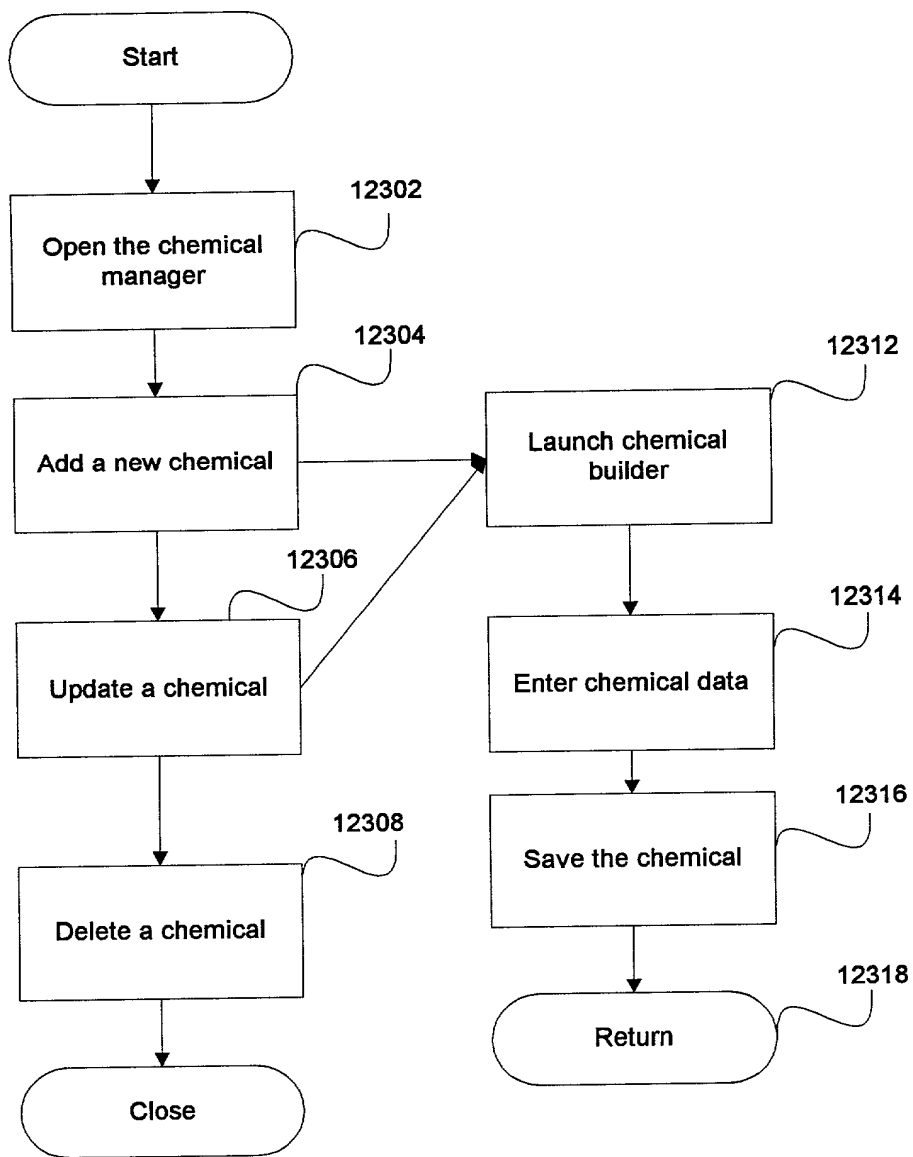 Start
12302
Open the chemical
manager
12304
Add a new chemical
12306
Update a chemical
12308
Delete a chemical
Close
12312
Launch chemical
builder
12314
Enter chemical data
12316
Save the chemical
12318
Return